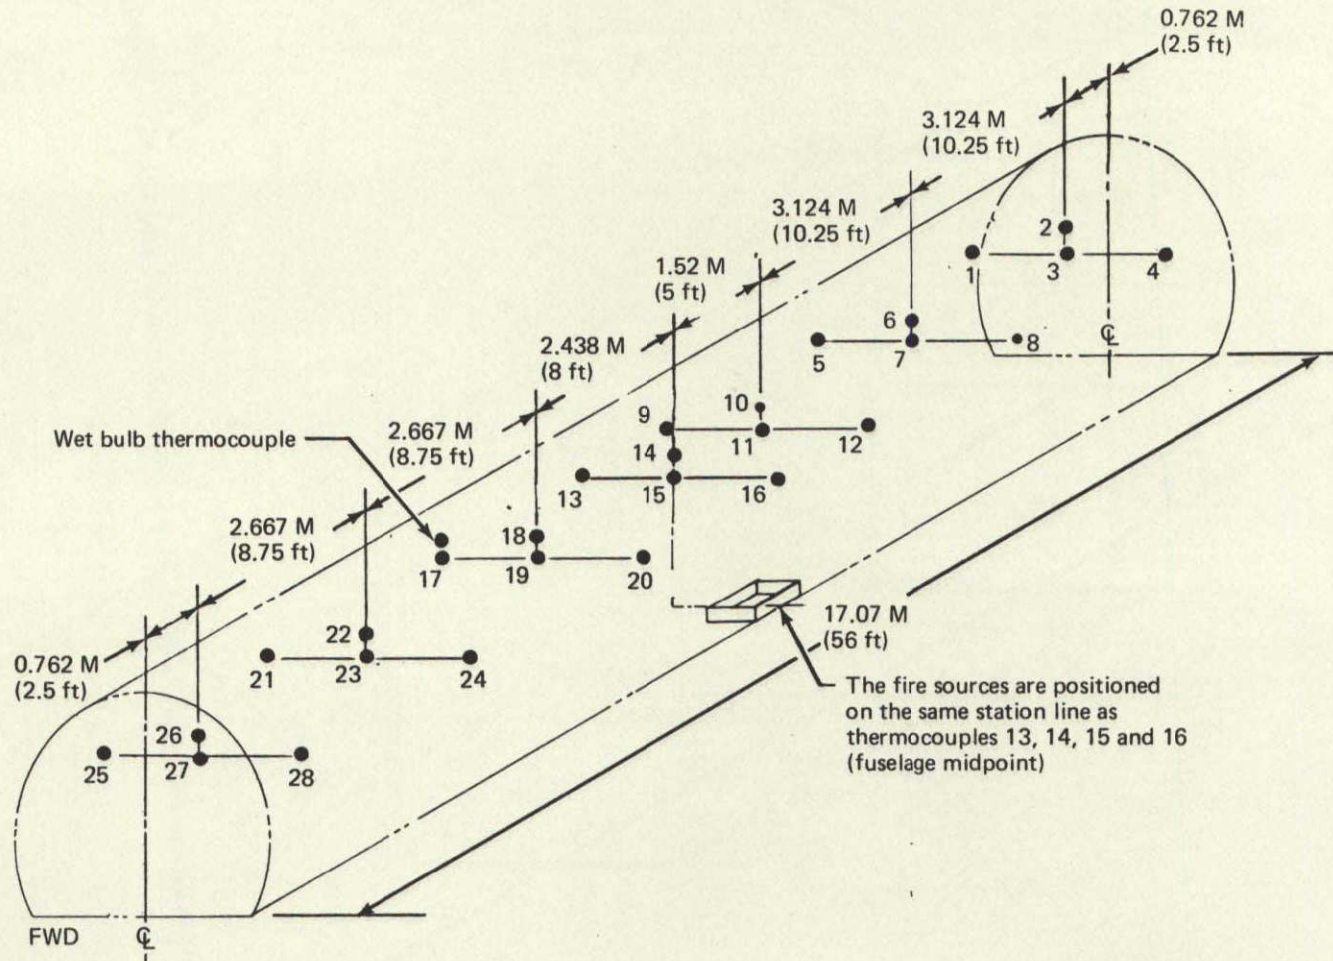 0.762 M
(2.5 ft)
3.124 M
(10.25 ft)
3.124 M
(10.25 ft)
2
1
3
4
1.52 M
(5 ft)
6
5
7
8
℄
2.438 M
(8 ft)
10
9
11
12
Wet bulb thermocouple
2.667 M
(8.75 ft)
14
13
15
16
2.667 M
(8.75 ft)
18
17
19
20
17.07 M
(56 ft)
0.762 M
(2.5 ft)
22
21
23
24
The fire sources are positioned
on the same station line as
thermocouples 13, 14, 15 and 16
(fuselage midpoint)
26
25
27
28
FWD
℄